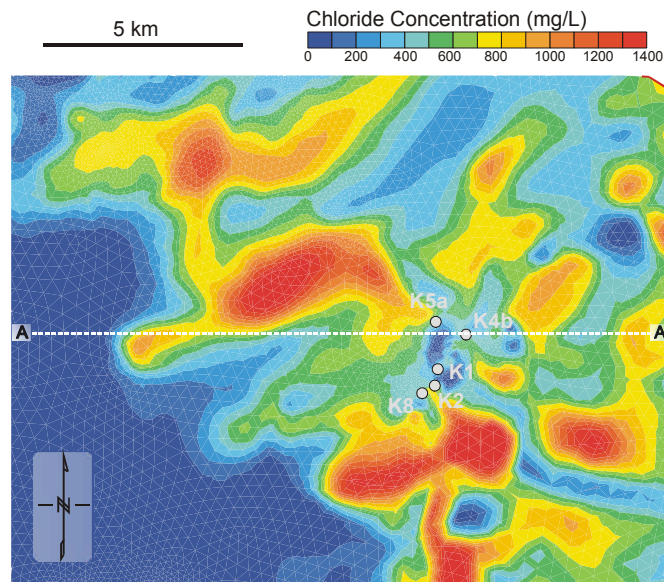 5 km
Chloride Concentration (mg/L)
0 200 400 600 800 1000 1200 1400
K5a
A K4b A
K1
K8 K2
N